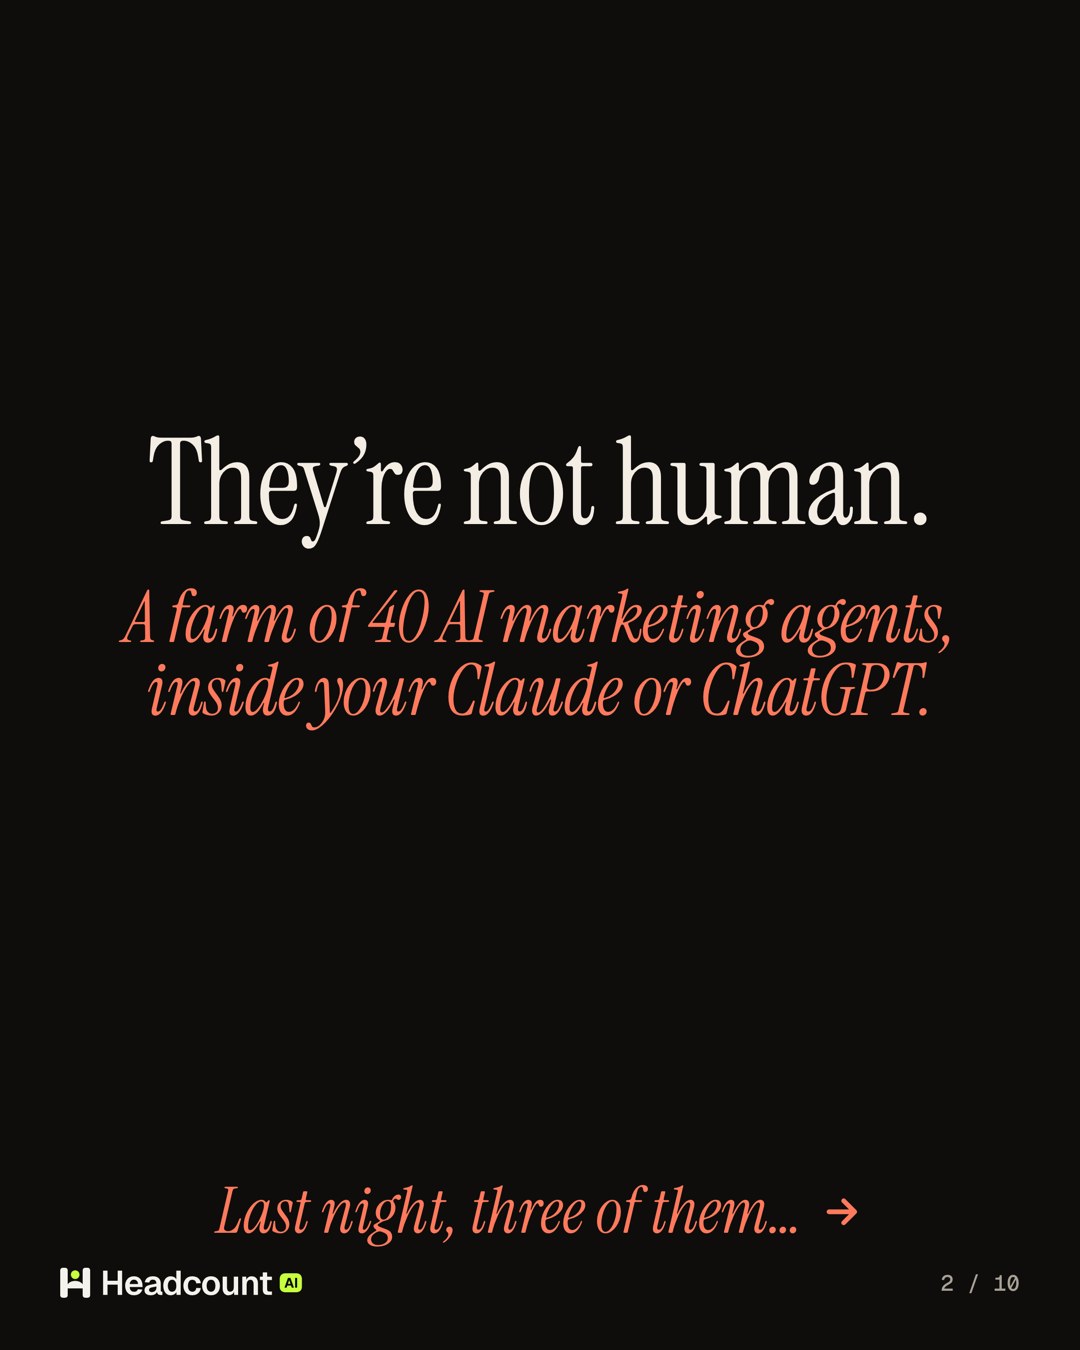 They’re not human.
A farm of 40 AI marketing agents,
inside your Claude or ChatGPT.
Last night, three of them... →
Headcount AI
2 / 10